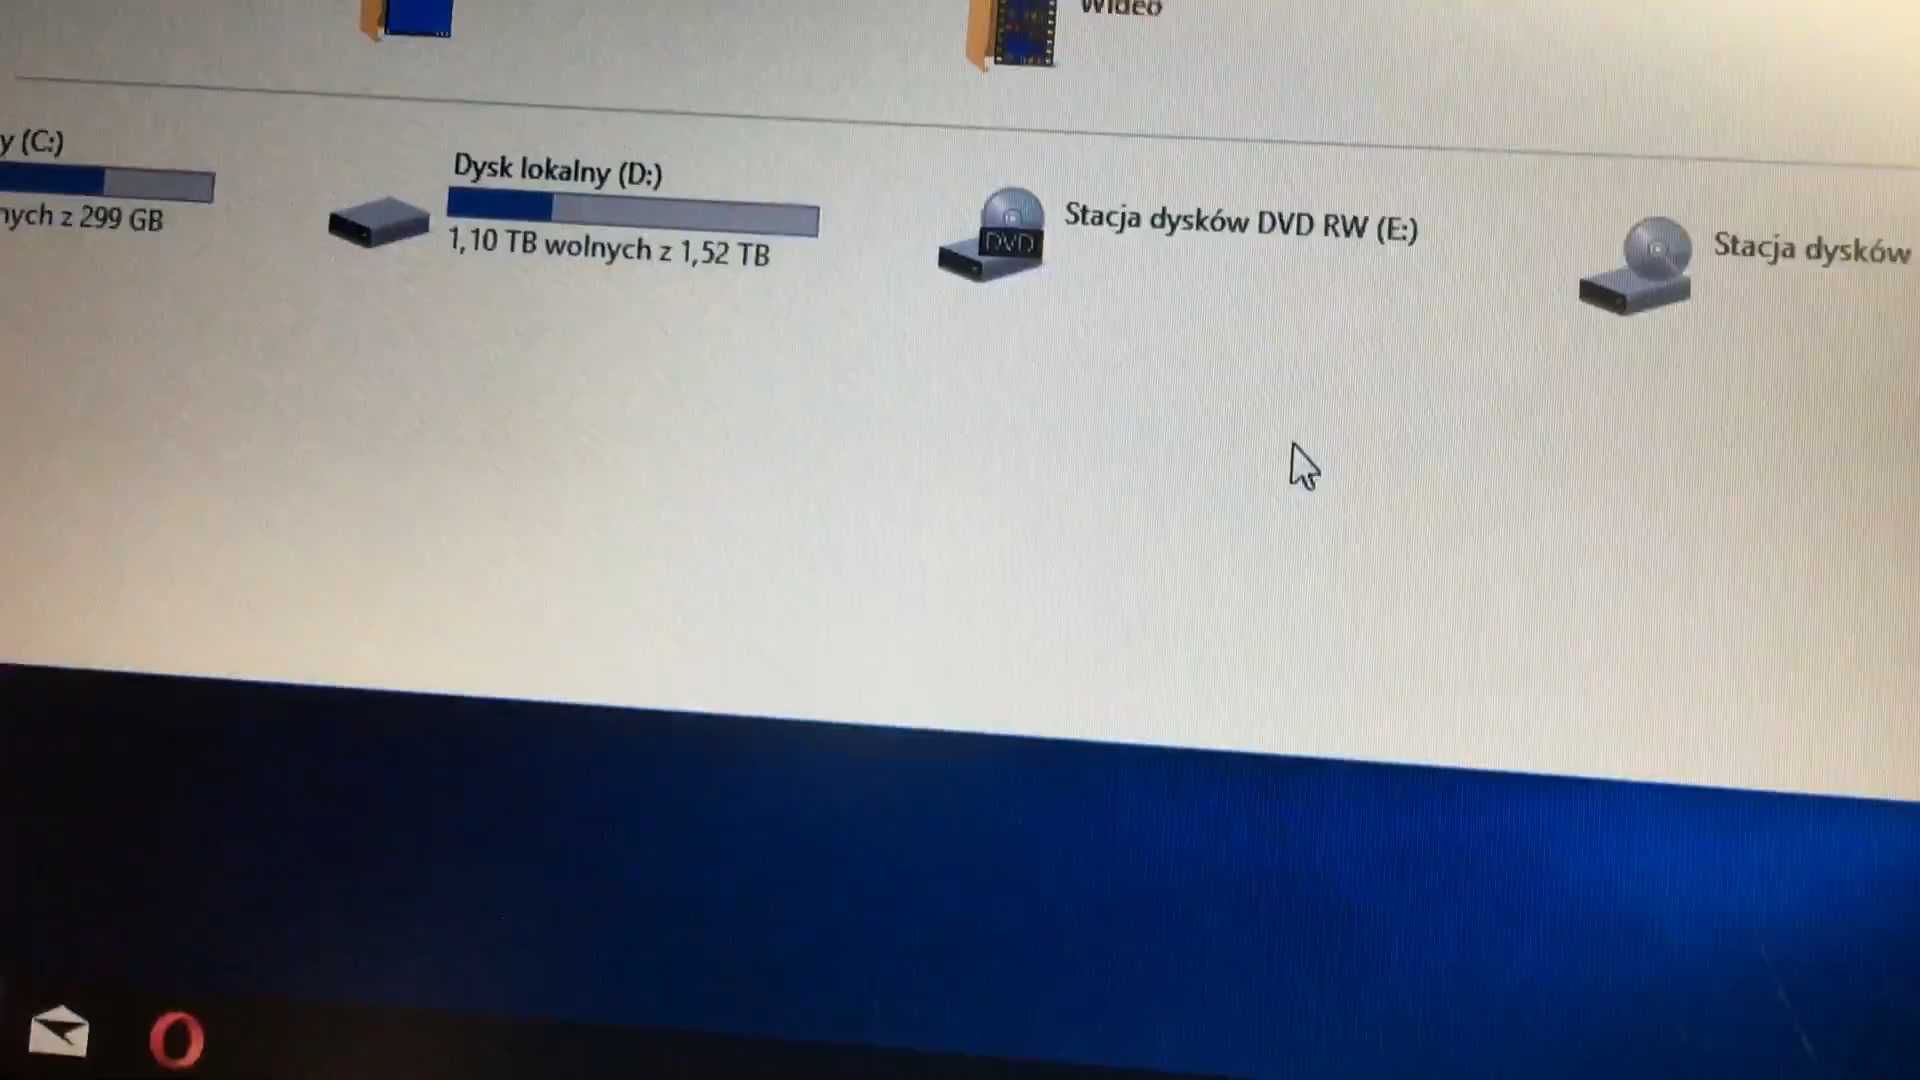 Wideo
y (C:)
nych z 299 GB
Dysk lokalny (D:)
1,10 TB wolnych z 1,52 TB
DVD
Stacja dysków DVD RW (E:)
Stacja dysków